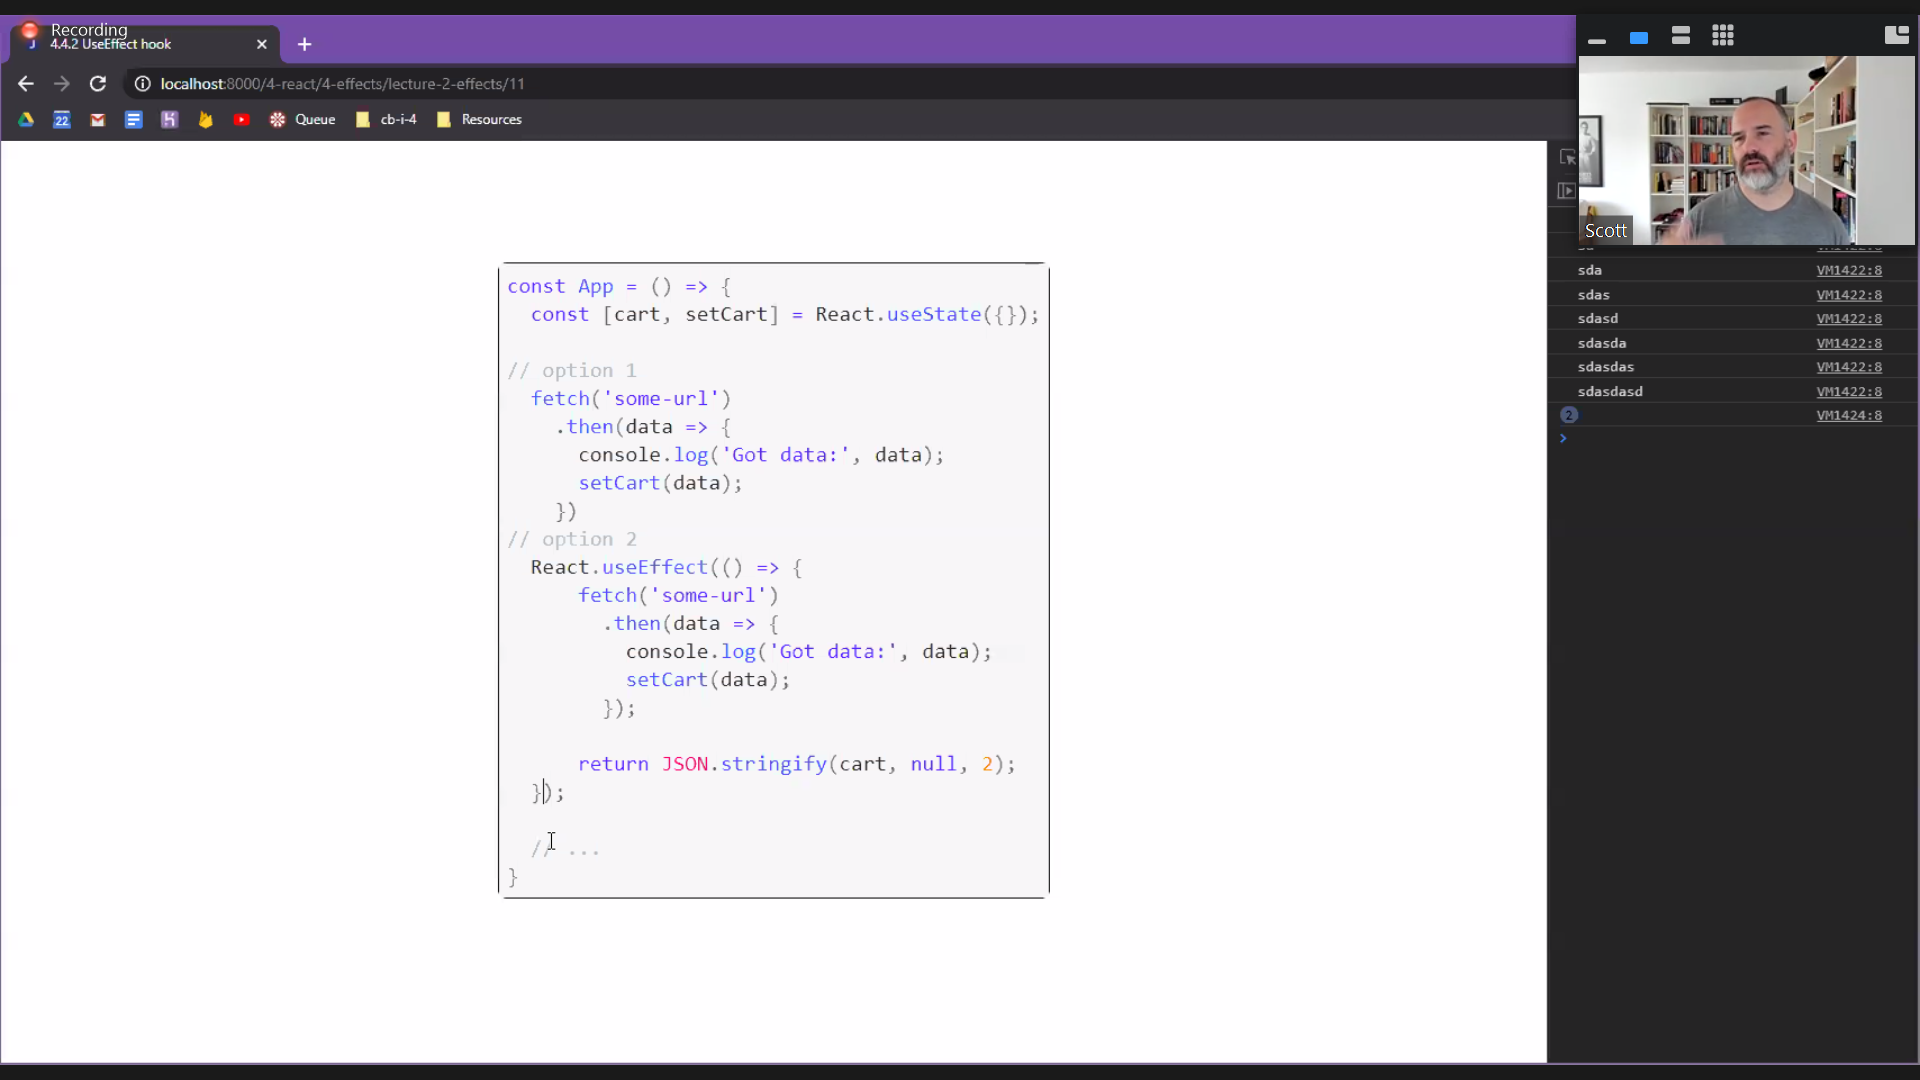 Recording
4.4.2 UseEffect hook
localhost:8000/4-react/4-effects/lecture-2-effects/11
22
Queue
cb-i-4
Resources
Scott
const App = () => {
const [cart, setCart] = React.useState({});
// option 1
fetch('some-url')
.then(data => {
console.log('Got data:', data);
setCart(data);
})
// option 2
React.useEffect(() => {
fetch('some-url')
.then(data => {
console.log('Got data:', data);
setCart(data);
});
return JSON.stringify(cart, null, 2);
});
// ...
}
sda VM1422:8
sdas VM1422:8
sdasd VM1422:8
sdasda VM1422:8
sdasdas VM1422:8
sdasdasd VM1422:8
2 VM1424:8